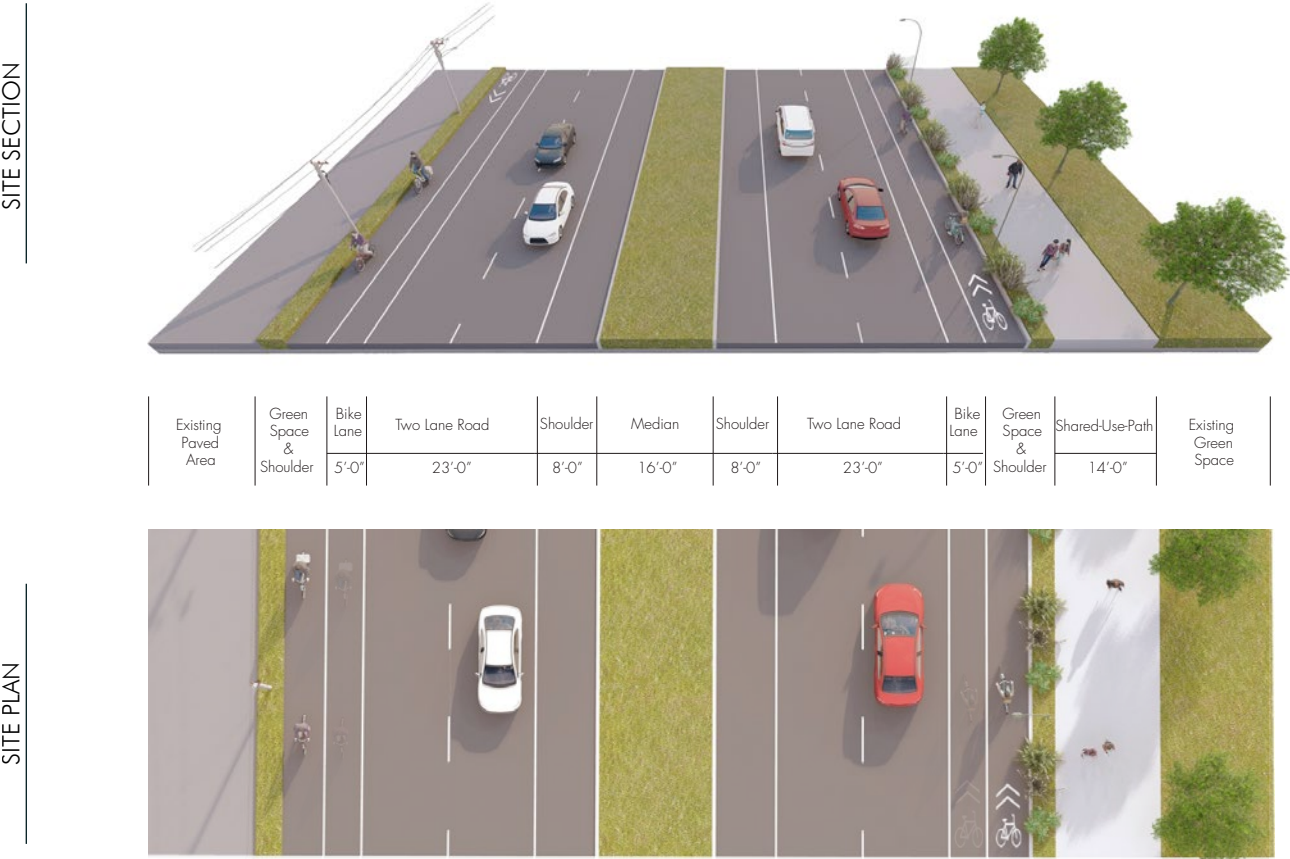 SITE SECTION
Existing
Paved
Area
Green
Space
&
Shoulder
Bike
Lane
5’-0”
Two Lane Road
23’-0”
Shoulder
8’-0”
Median
16’-0”
Shoulder
8’-0”
Two Lane Road
23’-0”
Bike
Lane
5’-0”
Green
Space
&
Shoulder
Shared-Use-Path
14’-0”
Existing
Green
Space
SITE PLAN